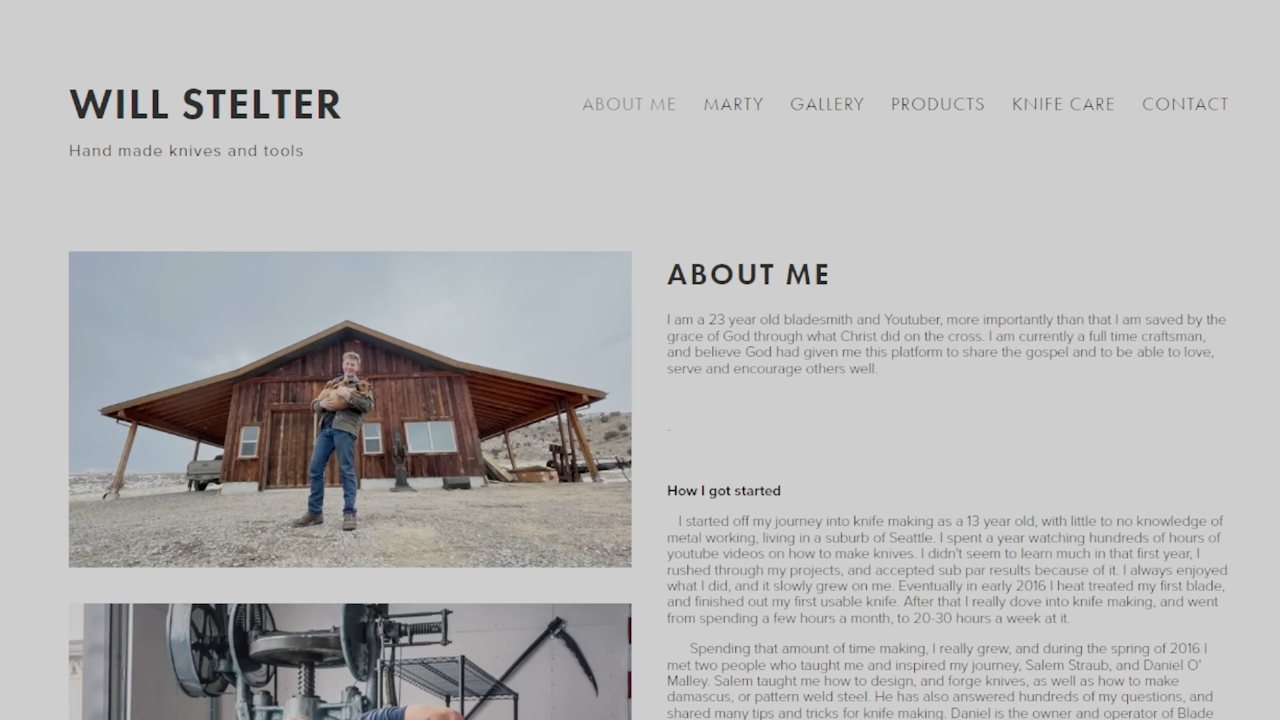 WILL STELTER
ABOUT ME MARTY GALLERY PRODUCTS KNIFE CARE CONTACT
Hand made knives and tools
ABOUT ME
I am a 23 year old bladesmith and Youtuber, more importantly than that I am saved by the
grace of God through what Christ did on the cross. I am currently a full time craftsman,
and believe God had given me this platform to share the gospel and to be able to love,
serve and encourage others well.
-
How I got started
I started off my journey into knife making as a 13 year old, with little to no knowledge of
metal working, living in a suburb of Seattle. I spent a year watching hundreds of hours of
youtube videos on how to make knives. I didn't seem to learn much in that first year, I
rushed through my projects, and accepted sub par results because of it. I always enjoyed
what I did, and it slowly grew on me. Eventually in early 2016 I heat treated my first blade,
and finished out my first usable knife. After that I really dove into knife making, and went
from spending a few hours a month, to 20-30 hours a week at it.
Spending that amount of time making, I really grew, and during the spring of 2016 I
met two people who taught me and inspired my journey, Salem Straub, and Daniel O'
Malley. Salem taught me how to design, and forge knives, as well as how to make
damascus, or pattern weld steel. He has also answered hundreds of my questions, and
shared many tips and tricks for knife making. Daniel is the owner and operator of Blade